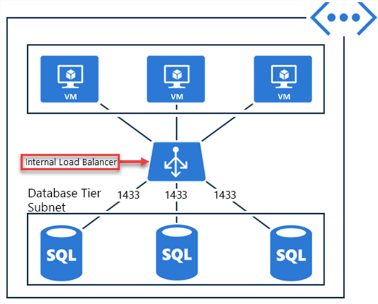 VM VM VM
Internal Load Balancer
Database Tier
Subnet
1433 1433 1433
SQL SQL SQL